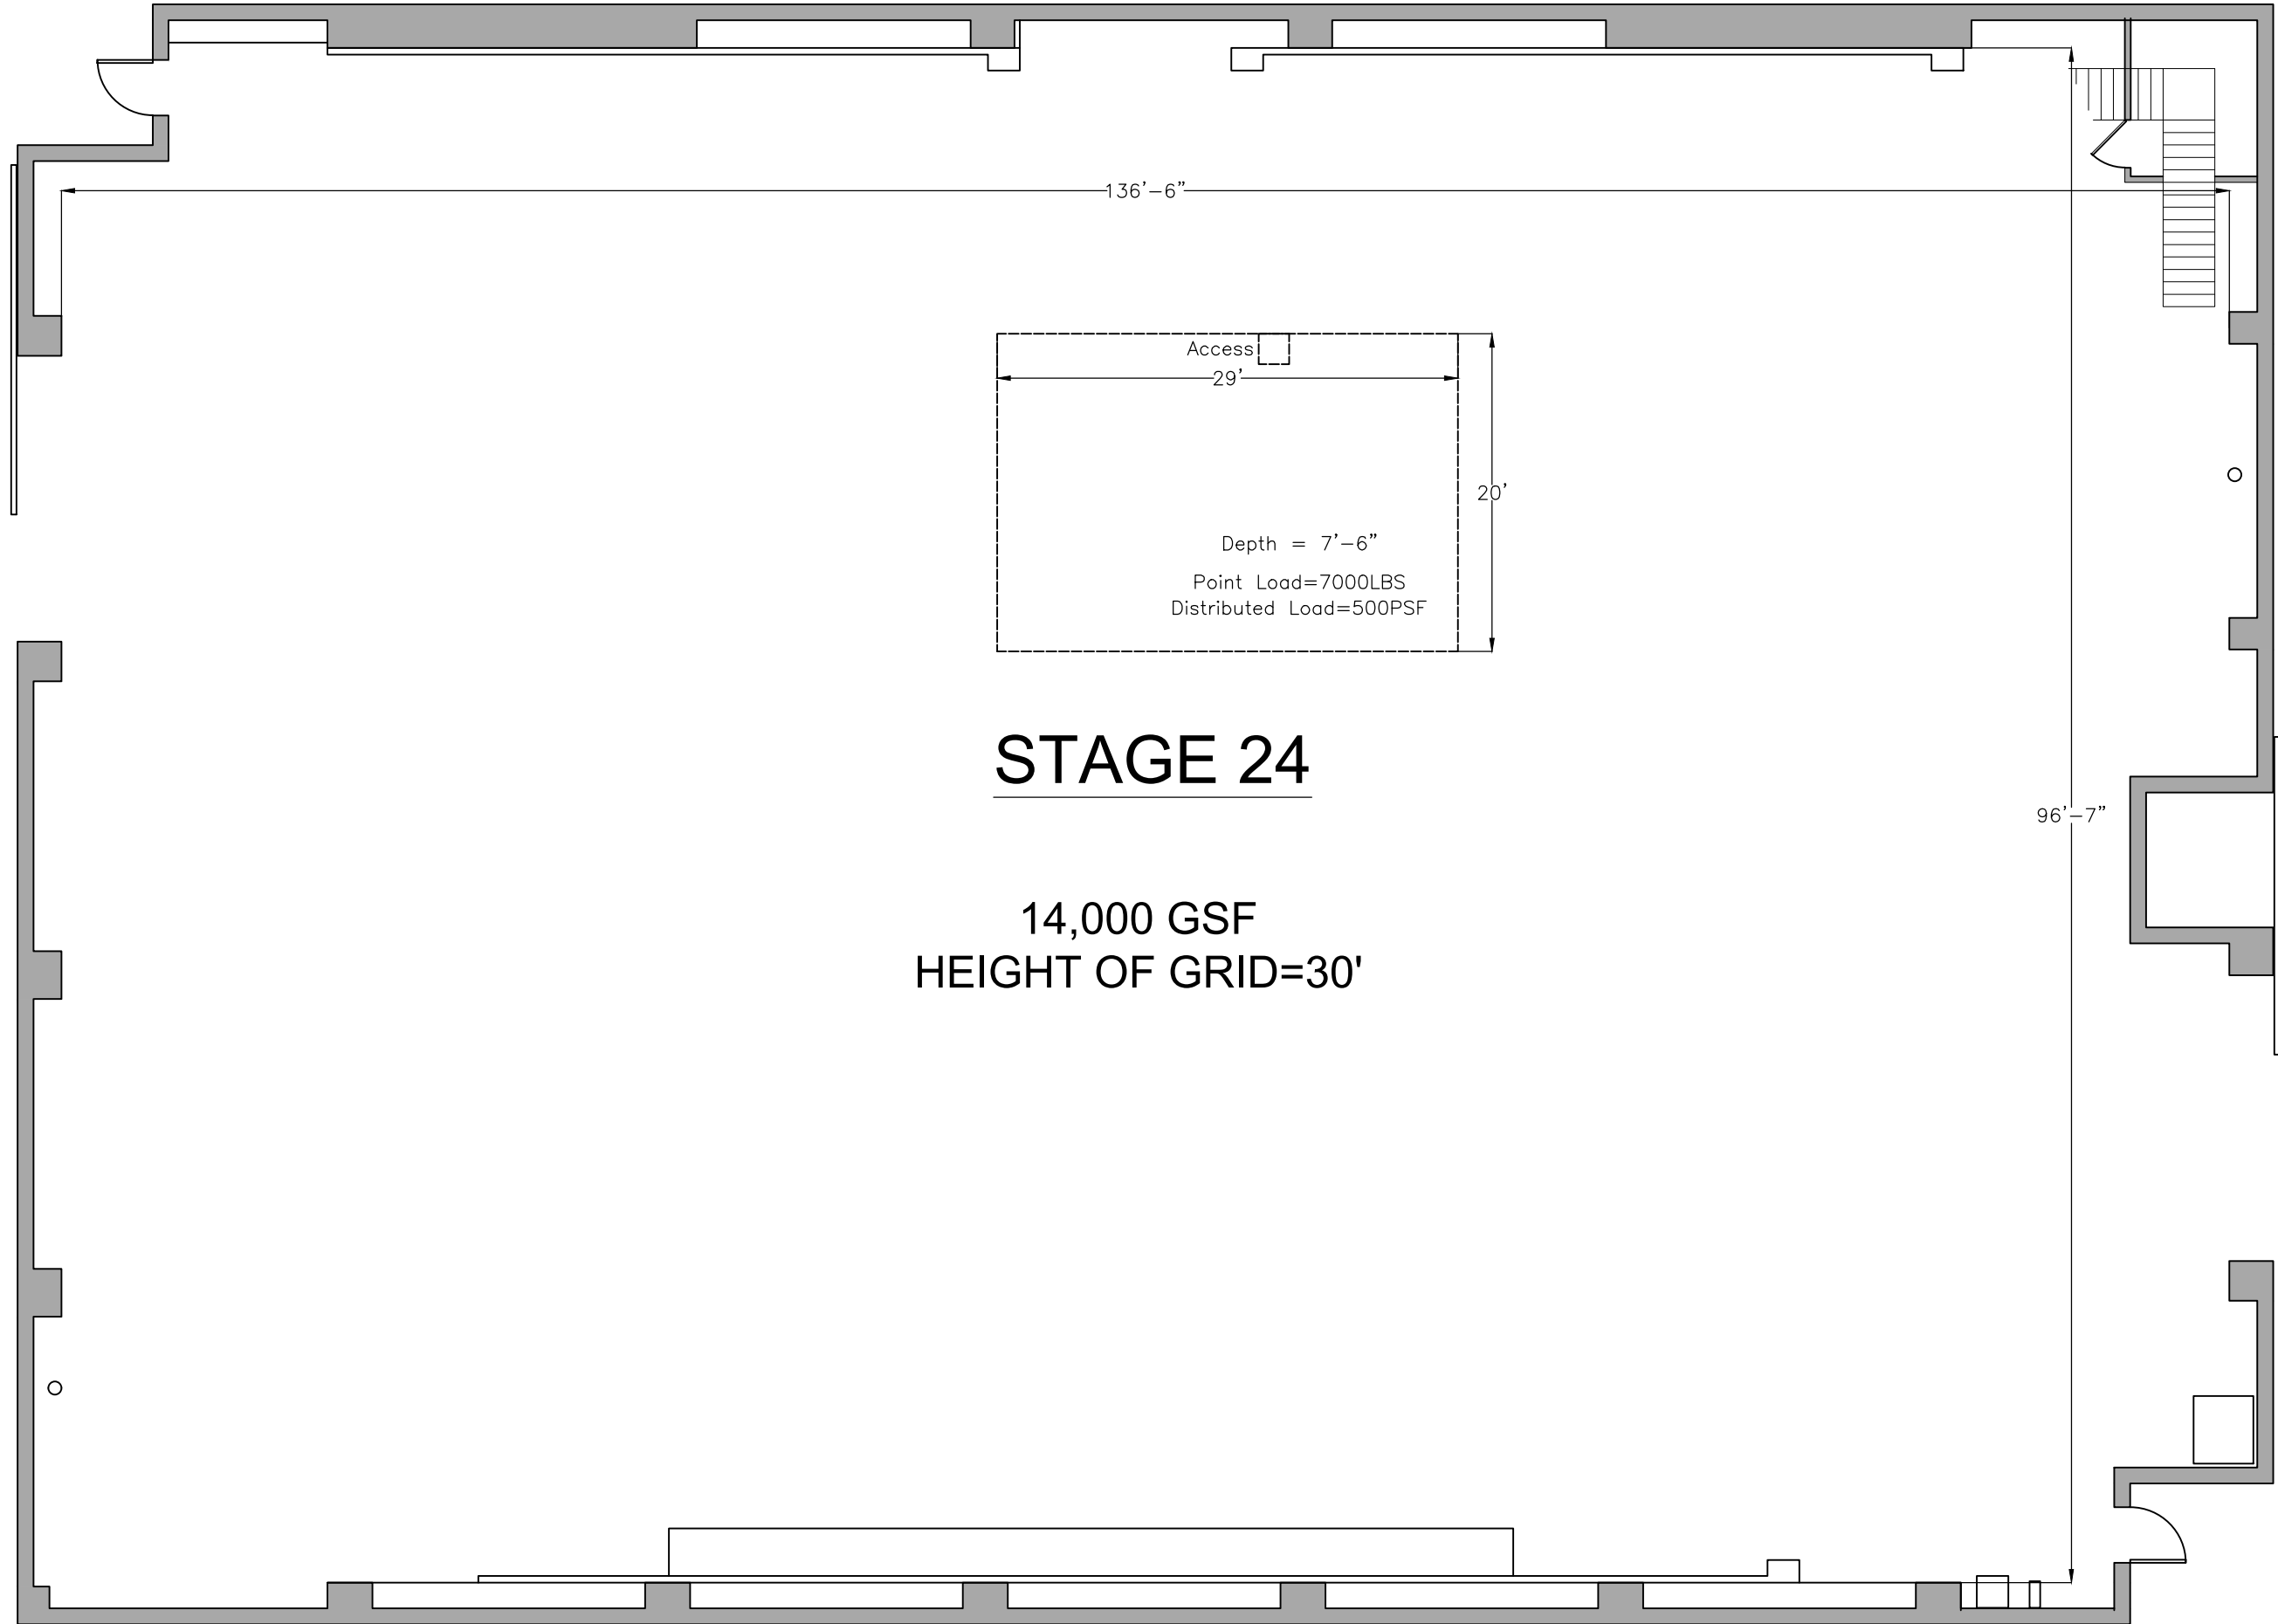 136'-6"
Access
29'
20'
Depth = 7'-6"
Point Load=7000LBS
Distributed Load=500PSF
STAGE 24
96'-7"
14,000 GSF
HEIGHT OF GRID=30'